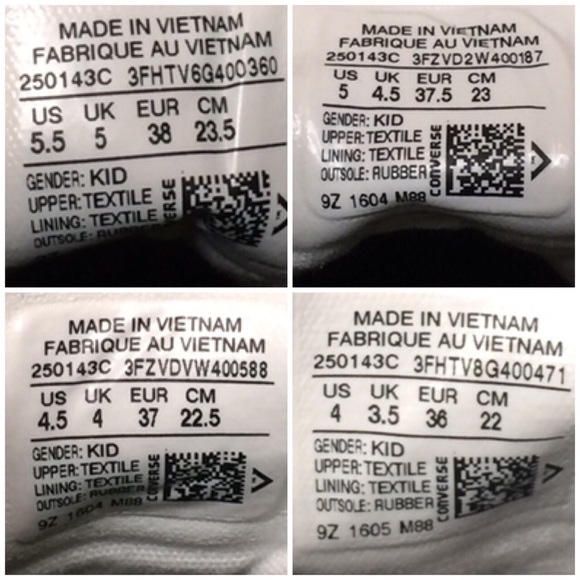 MADE IN VIETNAM
FABRIQUE AU VIETNAM
250143C 3FHTV6G400360
US UK EUR CM
5.5 5 38 23.5
GENDER: KID
UPPER: TEXTILE
LINING: TEXTILE
OUTSOLE: RUBBER
MADE IN VIETNAM
FABRIQUE AU VIETNAM
250143C 3FZVD2W400187
US UK EUR CM
5 4.5 37.5 23
GENDER: KID
UPPER: TEXTILE
LINING: TEXTILE
OUTSOLE: RUBBER
CONVERSE
9Z 1604 M88
MADE IN VIETNAM
FABRIQUE AU VIETNAM
250143C 3FZVDVW400588
US UK EUR CM
4.5 4 37 22.5
GENDER: KID
UPPER: TEXTILE
LINING: TEXTILE
OUTSOLE: RUBBER
CONVERSE
9Z 1604 M88
MADE IN VIETNAM
FABRIQUE AU VIETNAM
250143C 3FHTV8G400471
US UK EUR CM
4 3.5 36 22
GENDER: KID
UPPER: TEXTILE
LINING: TEXTILE
OUTSOLE: RUBBER
CONVERSE
9Z 1605 M88